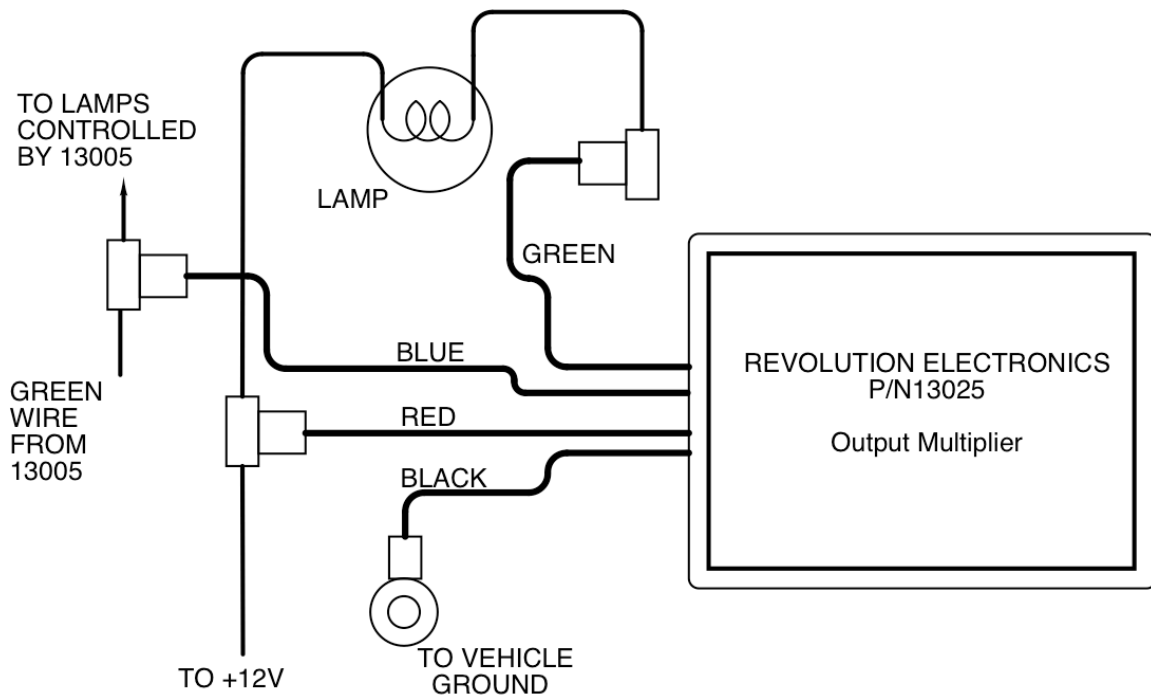 TO LAMPS
CONTROLLED
BY 13005
LAMP
GREEN
BLUE
RED
BLACK
GREEN
WIRE
FROM
13005
REVOLUTION ELECTRONICS
P/N13025
Output Multiplier
TO +12V
TO VEHICLE
GROUND